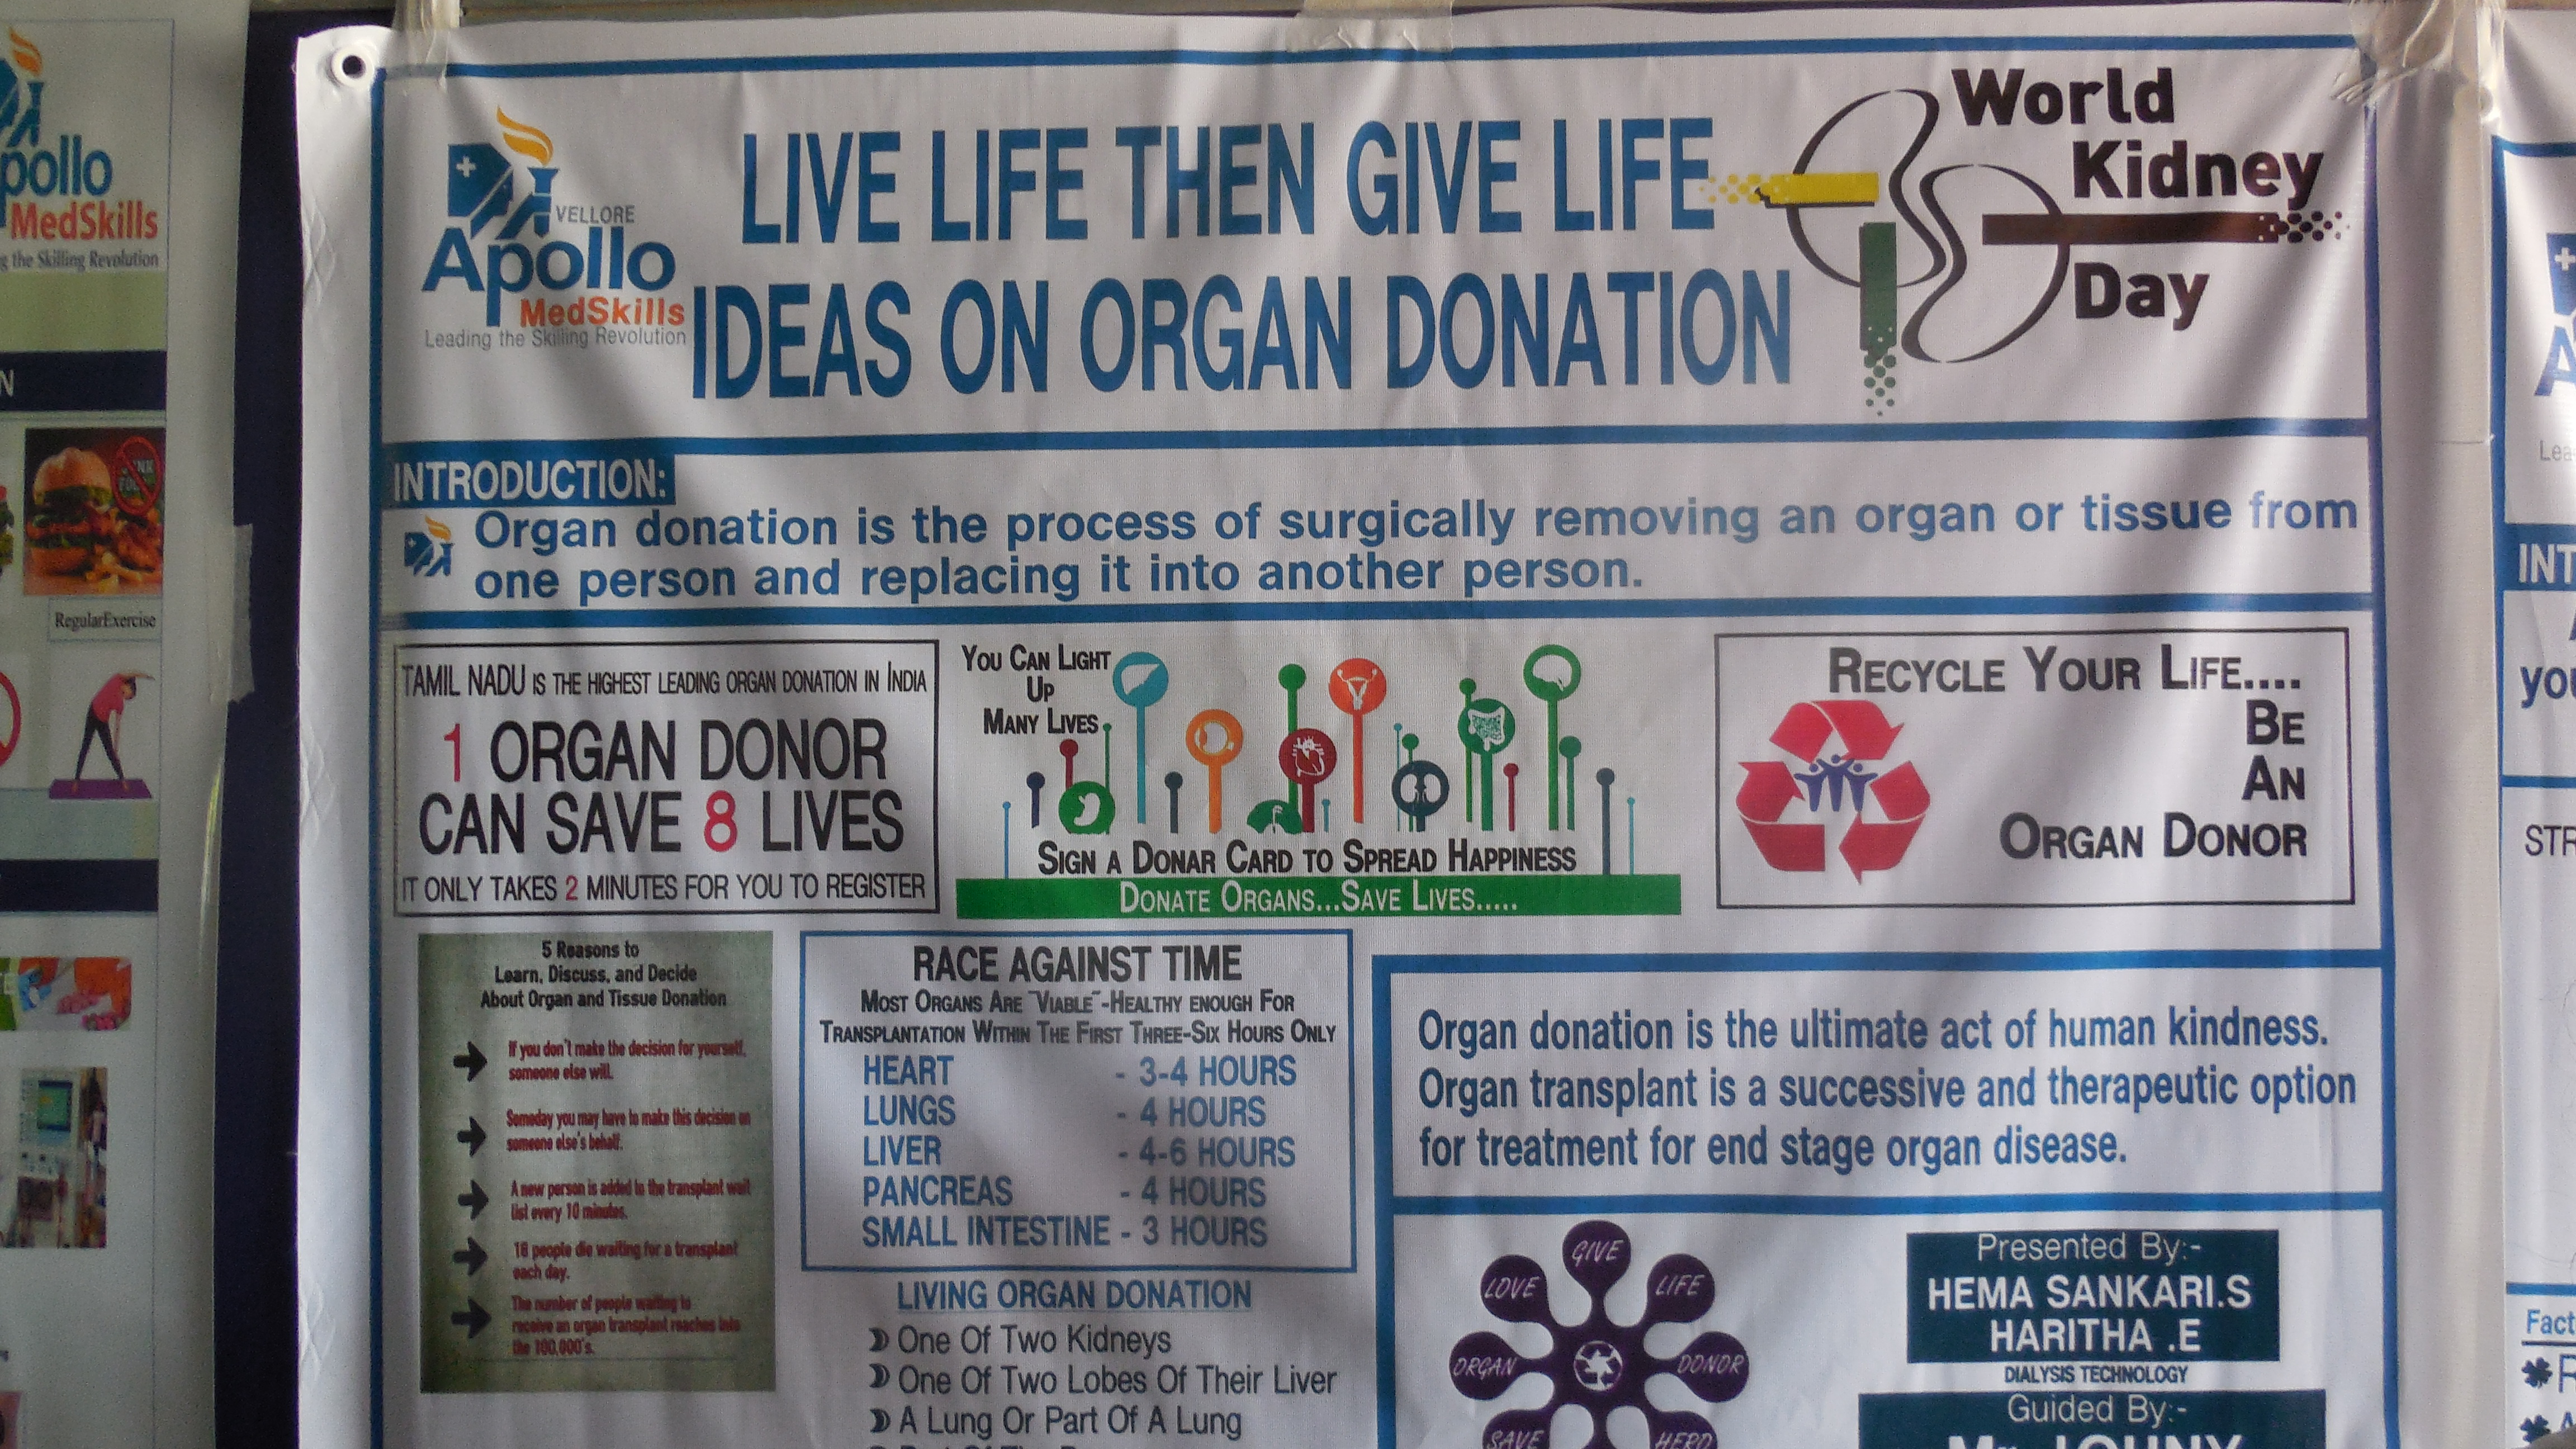 pollo
MedSkills
g the Skilling Revolution
N
RegularExercise
VELLORE
Apollo
MedSkills
Leading the Skilling Revolution
LIVE LIFE THEN GIVE LIFE
IDEAS ON ORGAN DONATION
World
Kidney
Day
INTRODUCTION:
Organ donation is the process of surgically removing an organ or tissue from
one person and replacing it into another person.
TAMIL NADU IS THE HIGHEST LEADING ORGAN DONATION IN INDIA
1 ORGAN DONOR
CAN SAVE 8 LIVES
IT ONLY TAKES 2 MINUTES FOR YOU TO REGISTER
YOU CAN LIGHT
UP
MANY LIVES
SIGN A DONAR CARD TO SPREAD HAPPINESS
DONATE ORGANS...SAVE LIVES.....
RECYCLE YOUR LIFE....
BE
AN
ORGAN DONOR
5 Reasons to
Learn, Discuss, and Decide
About Organ and Tissue Donation
If you don't make the decision for yourself,
someone else will.
Someday you may have to make this decision on
someone else's behalf.
A new person is added to the transplant wait
list every 10 minutes.
18 people die waiting for a transplant
each day.
The number of people waiting to
receive an organ transplant reaches into
the 100,000's.
RACE AGAINST TIME
MOST ORGANS ARE "VIABLE"-HEALTHY ENOUGH FOR
TRANSPLANTATION WITHIN THE FIRST THREE-SIX HOURS ONLY
HEART - 3-4 HOURS
LUNGS - 4 HOURS
LIVER - 4-6 HOURS
PANCREAS - 4 HOURS
SMALL INTESTINE - 3 HOURS
LIVING ORGAN DONATION
One Of Two Kidneys
One Of Two Lobes Of Their Liver
A Lung Or Part Of A Lung
Organ donation is the ultimate act of human kindness.
Organ transplant is a successive and therapeutic option
for treatment for end stage organ disease.
GIVE
LIFE
DONOR
HERO
SAVE
ORGAN
LOVE
Presented By:-
HEMA SANKARI.S
HARITHA .E
DIALYSIS TECHNOLOGY
Guided By:-
Mr. JOHNY
Lea
INT
you
STR
Fact